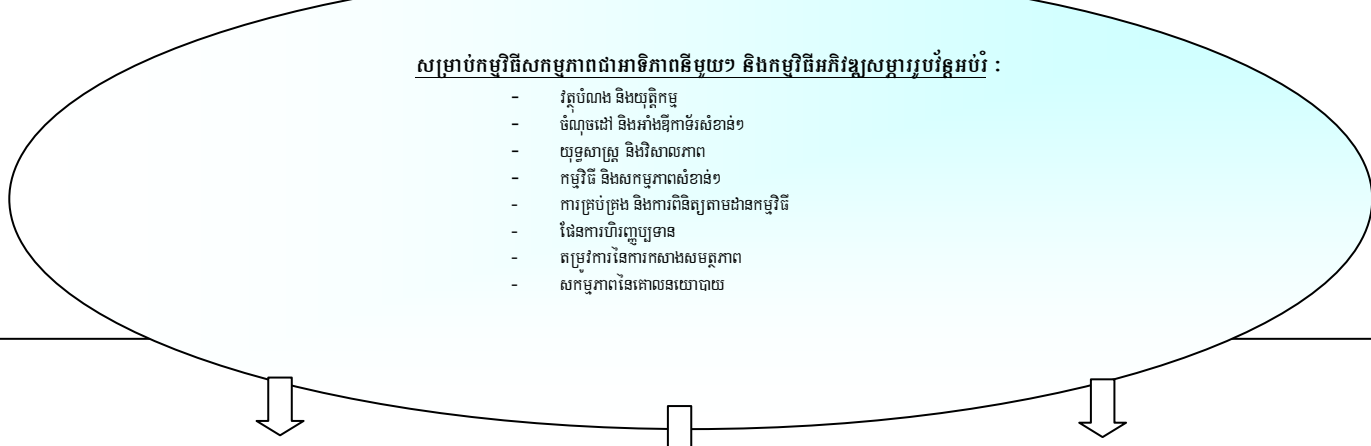 សម្រាប់កម្មវិធីសកម្មភាពជាអាទិភាពនីមួយៗ និងកម្មវិធីអភិវឌ្ឍសម្ភារូរូបវ័ន្តអប់រំ :
- វត្ថុបំណង និងយុត្តិកម្ម
- ចំណុចដៅ និងអាំងឌីកាទ័រសំខាន់ៗ
- យុទ្ធសាស្ត្រ និងវិសាលភាព
- កម្មវិធី និងសកម្មភាពសំខាន់ៗ
- ការគ្រប់គ្រង និងការពិនិត្យតាមដានកម្មវិធី
- ផែនការហិរញ្ញប្បទាន
- តម្រូវការនៃការកសាងសមត្ថភាព
- សកម្មភាពនៃគោលនយោបាយ